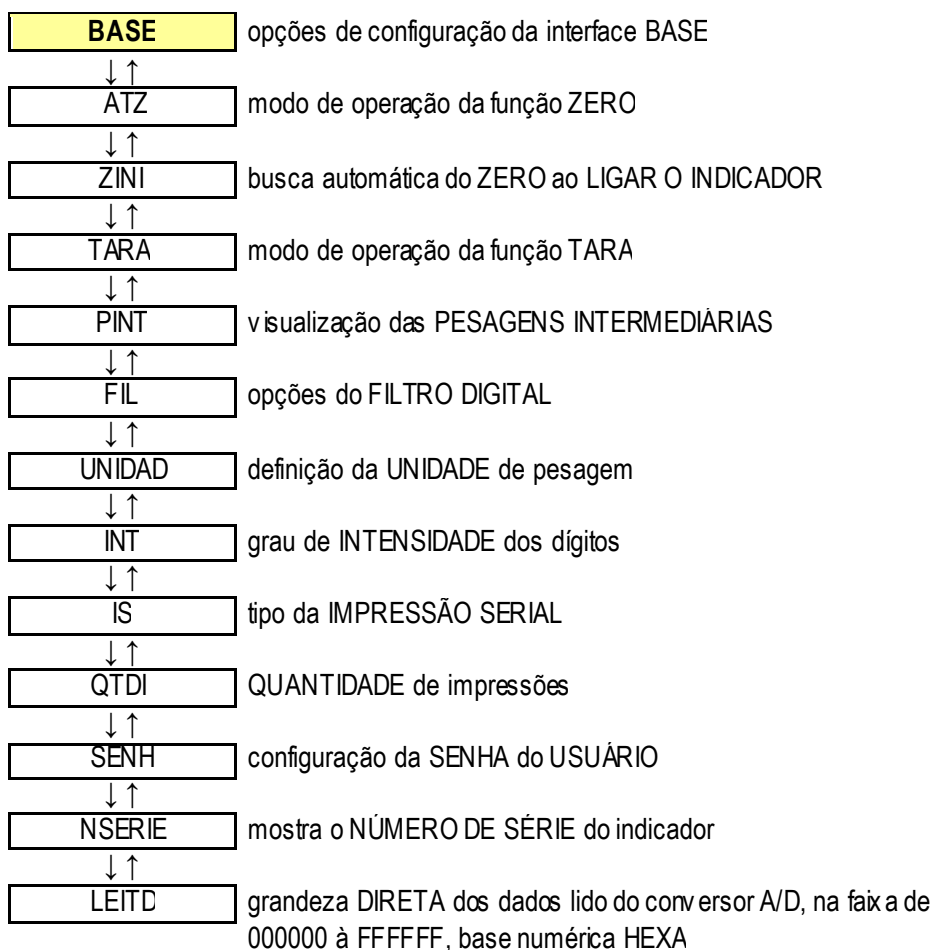 BASE opções de configuração da interface BASE
↓↑
ATZ modo de operação da função ZERO
↓↑
ZINI busca automática do ZERO ao LIGAR O INDICADOR
↓↑
TARA modo de operação da função TARA
↓↑
PINT visualização das PESAGENS INTERMEDIÁRIAS
↓↑
FIL opções do FILTRO DIGITAL
↓↑
UNIDAD definição da UNIDADE de pesagem
↓↑
INT grau de INTENSIDADE dos dígitos
↓↑
IS tipo da IMPRESSÃO SERIAL
↓↑
QTDI QUANTIDADE de impressões
↓↑
SENH configuração da SENHA do USUÁRIO
↓↑
NSERIE mostra o NÚMERO DE SÉRIE do indicador
↓↑
LEITD grandeza DIRETA dos dados lido do conversor A/D, na faixa de
000000 à FFFFFF, base numérica HEXA